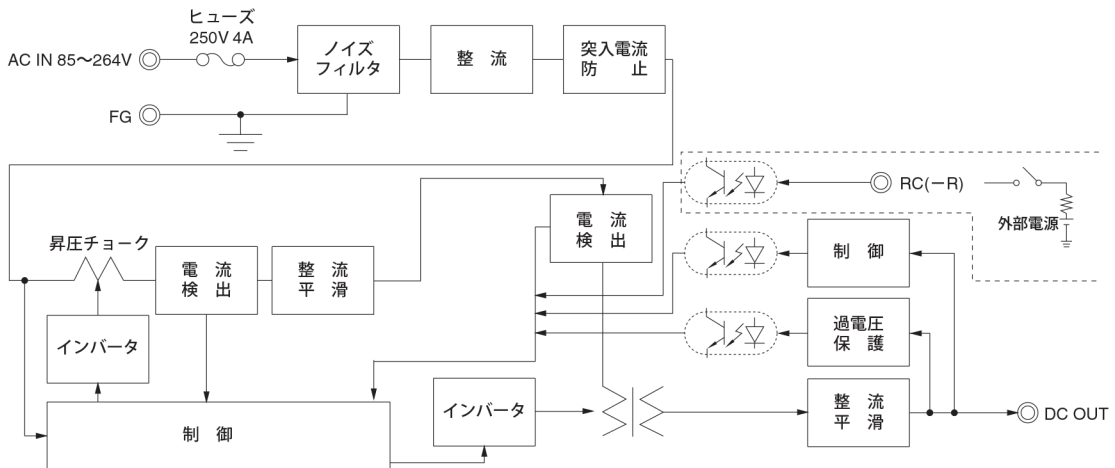 ヒューズ
250V 4A
AC IN 85〜264V
ノイズ
フィルタ
整 流
突入電流
防 止
FG
RC(－R)
外部電源
電 流
検 出
昇圧チョーク
電 流
検 出
整 流
平 滑
制 御
過電圧
保 護
インバータ
インバータ
整 流
平 滑
DC OUT
制 御